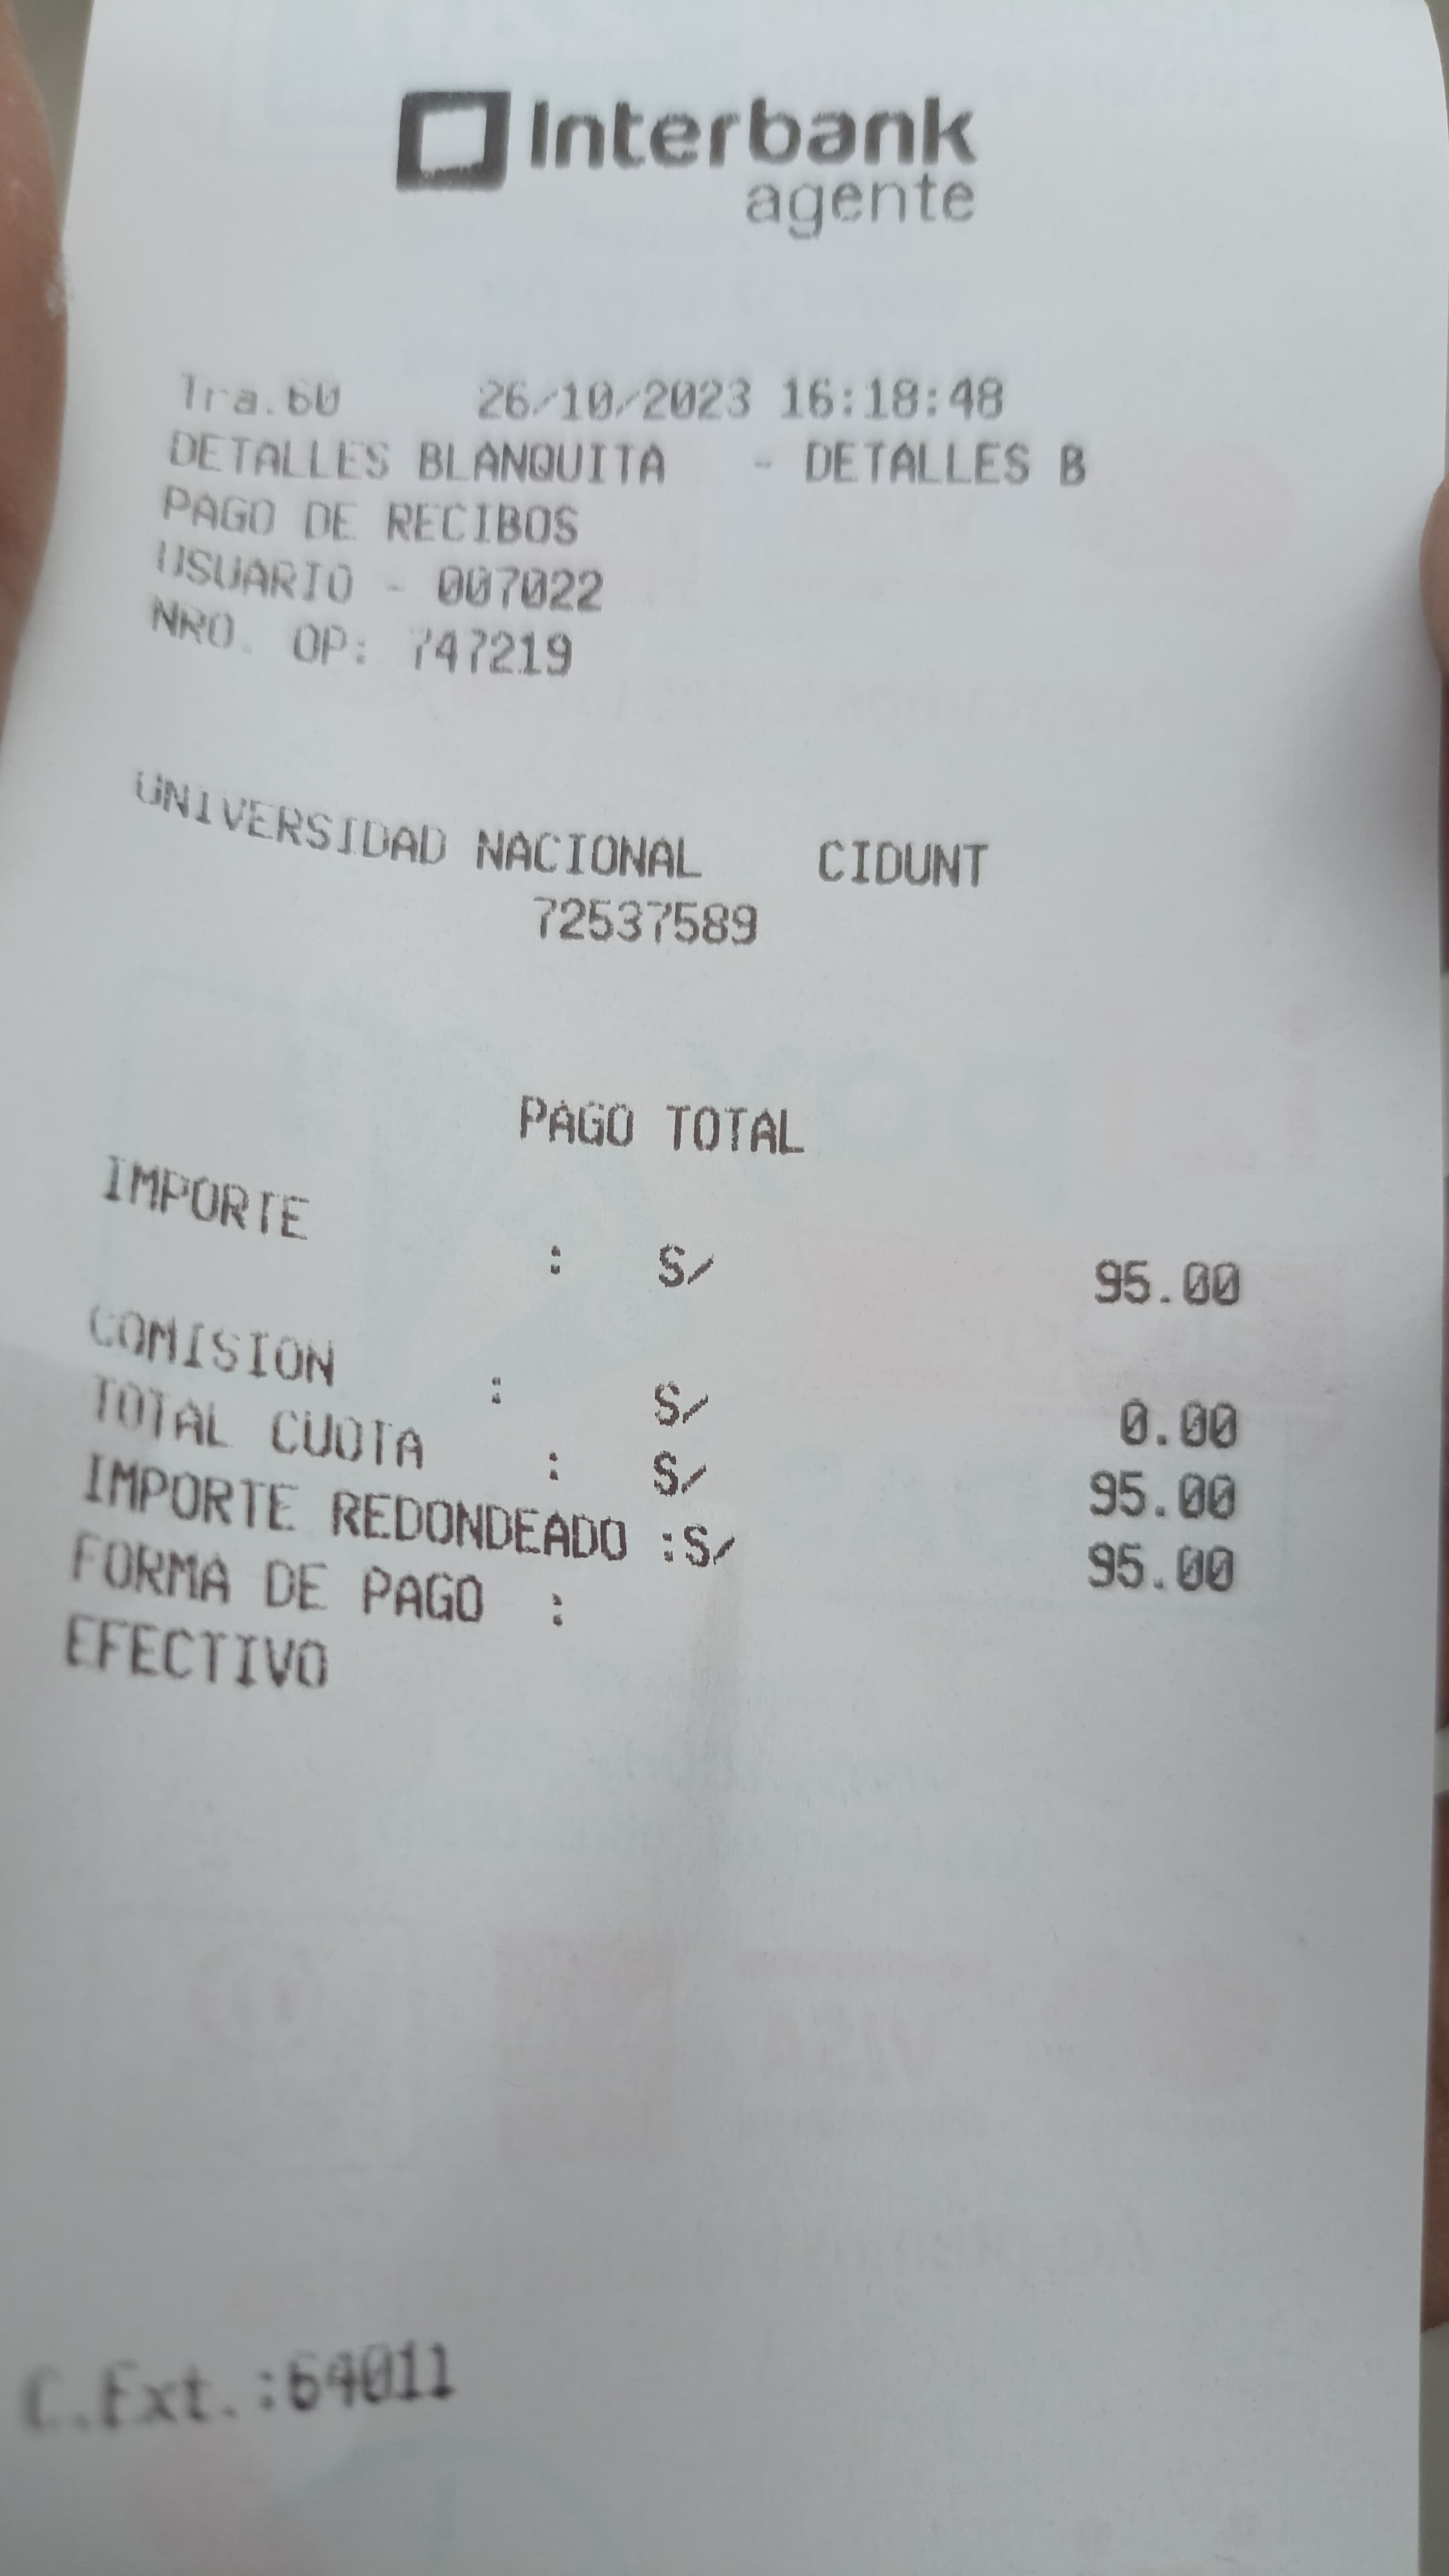 Interbank
agente
Tra.60 26/10/2023 16:18:48
DETALLES BLANQUITA - DETALLES B
PAGO DE RECIBOS
USUARIO - 007022
NRO. OP: 747219
UNIVERSIDAD NACIONAL CIDUNT
72537589
PAGO TOTAL
IMPORTE : S/ 95.00
COMISION : S/ 0.00
TOTAL CUOTA : S/ 95.00
IMPORTE REDONDEADO :S/ 95.00
FORMA DE PAGO :
EFECTIVO
C.Ext.:64011